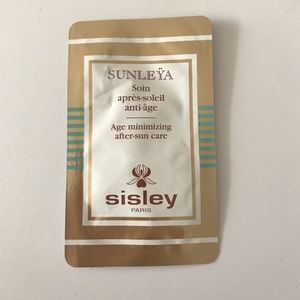 SUNLEŸA
Soin
après-soleil
anti-âge
Age minimizing
after-sun care
sisley
PARIS